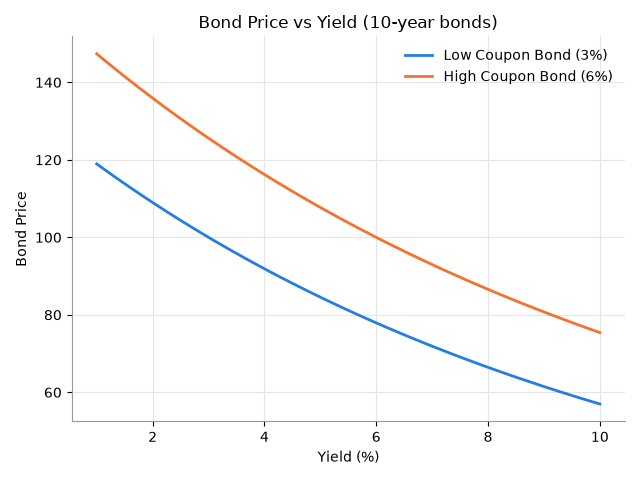 Bond Price vs Yield (10-year bonds)
Low Coupon Bond (3%)
High Coupon Bond (6%)
Bond Price
140
120
100
80
60
2 4 6 8 10
Yield (%)